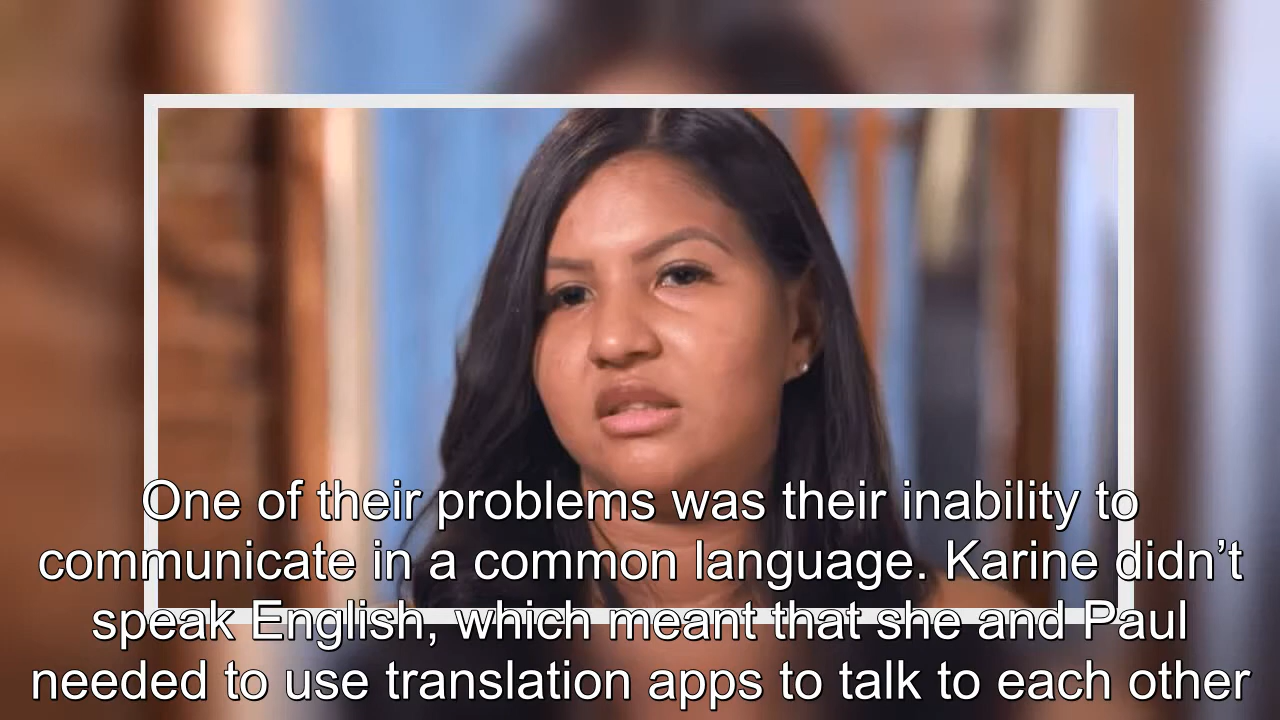 One of their problems was their inability to
communicate in a common language. Karine didn’t
speak English, which meant that she and Paul
needed to use translation apps to talk to each other